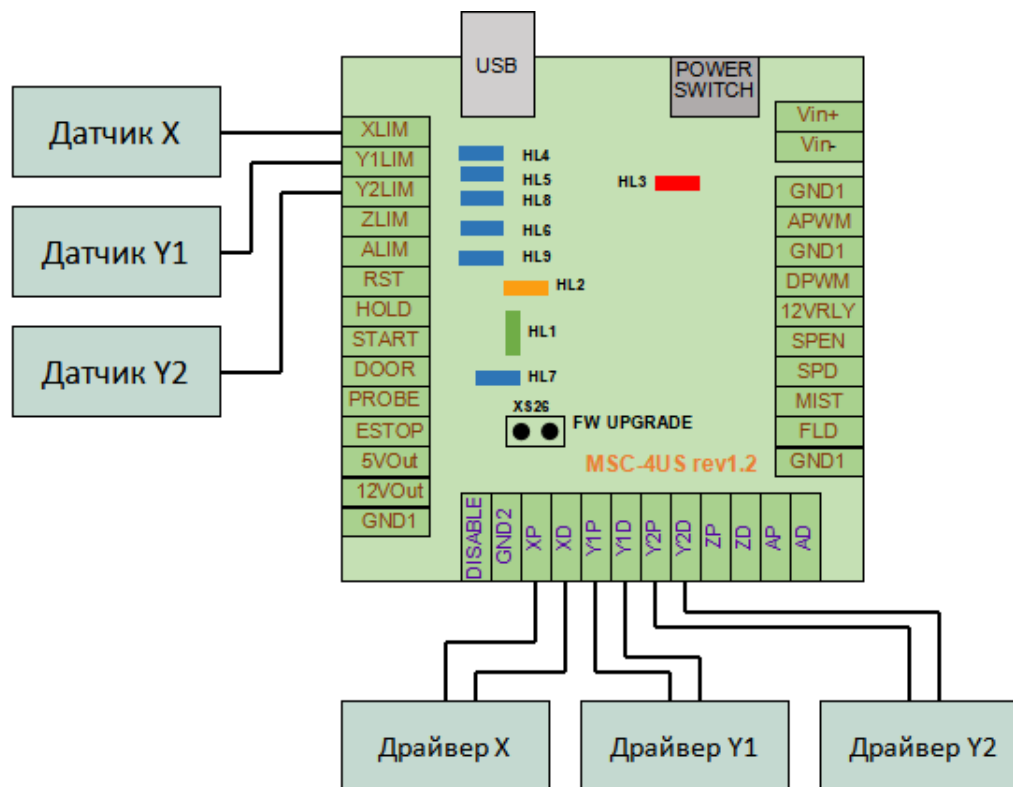 USB
POWER
SWITCH
Датчик X
Датчик Y1
Датчик Y2
XLIM
Y1LIM
Y2LIM
ZLIM
ALIM
RST
HOLD
START
DOOR
PROBE
ESTOP
5VOut
12VOut
GND1
HL4
HL5
HL8
HL6
HL9
HL3
HL2
HL1
HL7
XS26
FW UPGRADE
MSC-4US rev1.2
Vin+
Vin-
GND1
APWM
GND1
DPWM
12VRLY
SPEN
SPD
MIST
FLD
GND1
DISABLE
GND2
XP
XD
Y1P
Y1D
Y2P
Y2D
ZP
ZD
AP
AD
Драйвер X
Драйвер Y1
Драйвер Y2